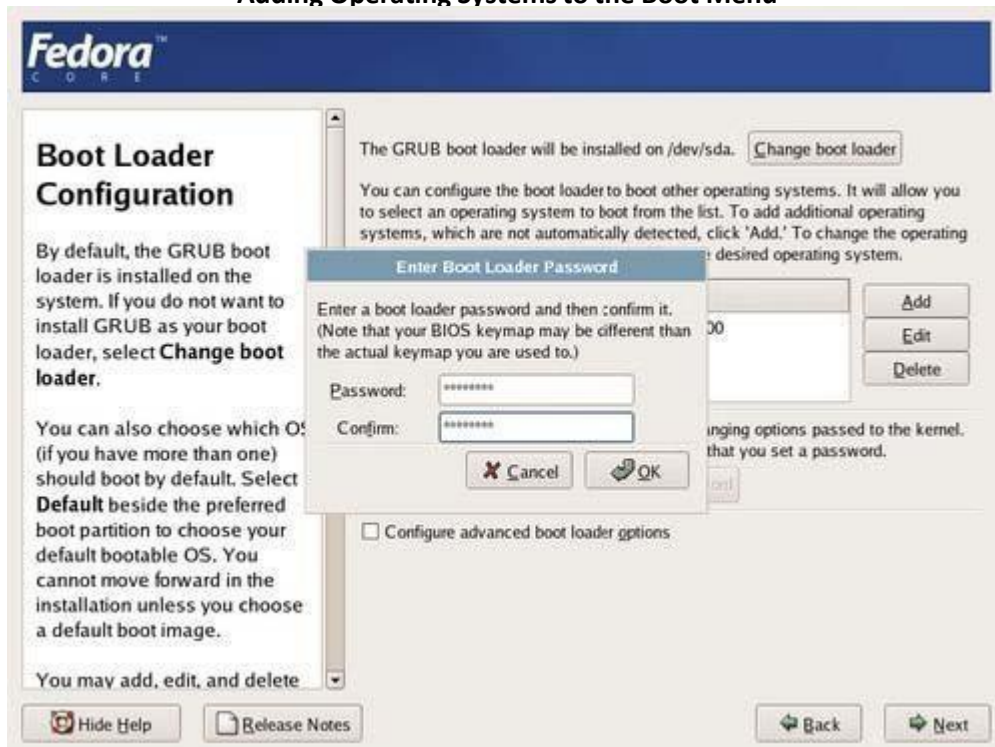 Adding Operating Systems to the Boot Menu
Fedora™
CORE
Boot Loader
Configuration
By default, the GRUB boot
loader is installed on the
system. If you do not want to
install GRUB as your boot
loader, select Change boot
loader.
You can also choose which OS
(if you have more than one)
should boot by default. Select
Default beside the preferred
boot partition to choose your
default bootable OS. You
cannot move forward in the
installation unless you choose
a default boot image.
You may add, edit, and delete
The GRUB boot loader will be installed on /dev/sda. Change boot loader
You can configure the boot loader to boot other operating systems. It will allow you
to select an operating system to boot from the list. To add additional operating
systems, which are not automatically detected, click 'Add.' To change the operating
desired operating system.
Enter Boot Loader Password
Enter a boot loader password and then confirm it.
(Note that your BIOS keymap may be different than
the actual keymap you are used to.)
Password: ********
Confirm: ********
Cancel OK
00
Add
Edit
Delete
anging options passed to the kernel.
that you set a password.
Configure advanced boot loader options
Hide Help Release Notes Back Next